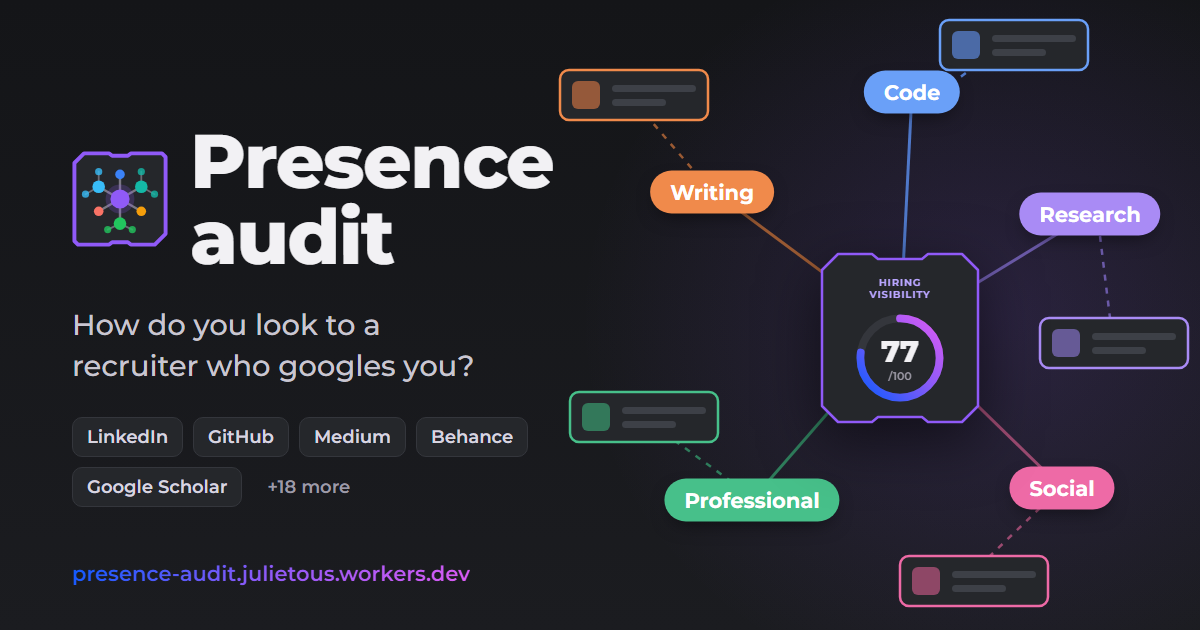 Presence
audit
How do you look to a
recruiter who googles you?
LinkedIn
GitHub
Medium
Behance
Google Scholar
+18 more
presence-audit.julietous.workers.dev
Code
Writing
Research
HIRING
VISIBILITY
77
/100
Professional
Social